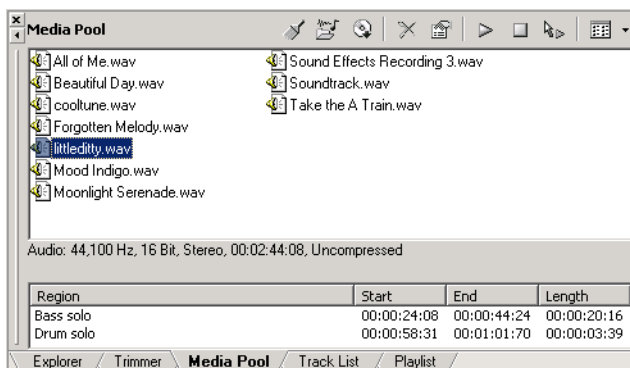 Media Pool
All of Me.wav
Beautiful Day.wav
cooltune.wav
Forgotten Melody.wav
littleditty.wav
Mood Indigo.wav
Moonlight Serenade.wav
Sound Effects Recording 3.wav
Soundtrack.wav
Take the A Train.wav
Audio: 44,100 Hz, 16 Bit, Stereo, 00:02:44:08, Uncompressed
Region Start End Length
Bass solo 00:00:24:08 00:00:44:24 00:00:20:16
Drum solo 00:00:58:31 00:01:01:70 00:00:03:39
Explorer Trimmer Media Pool Track List Playlist